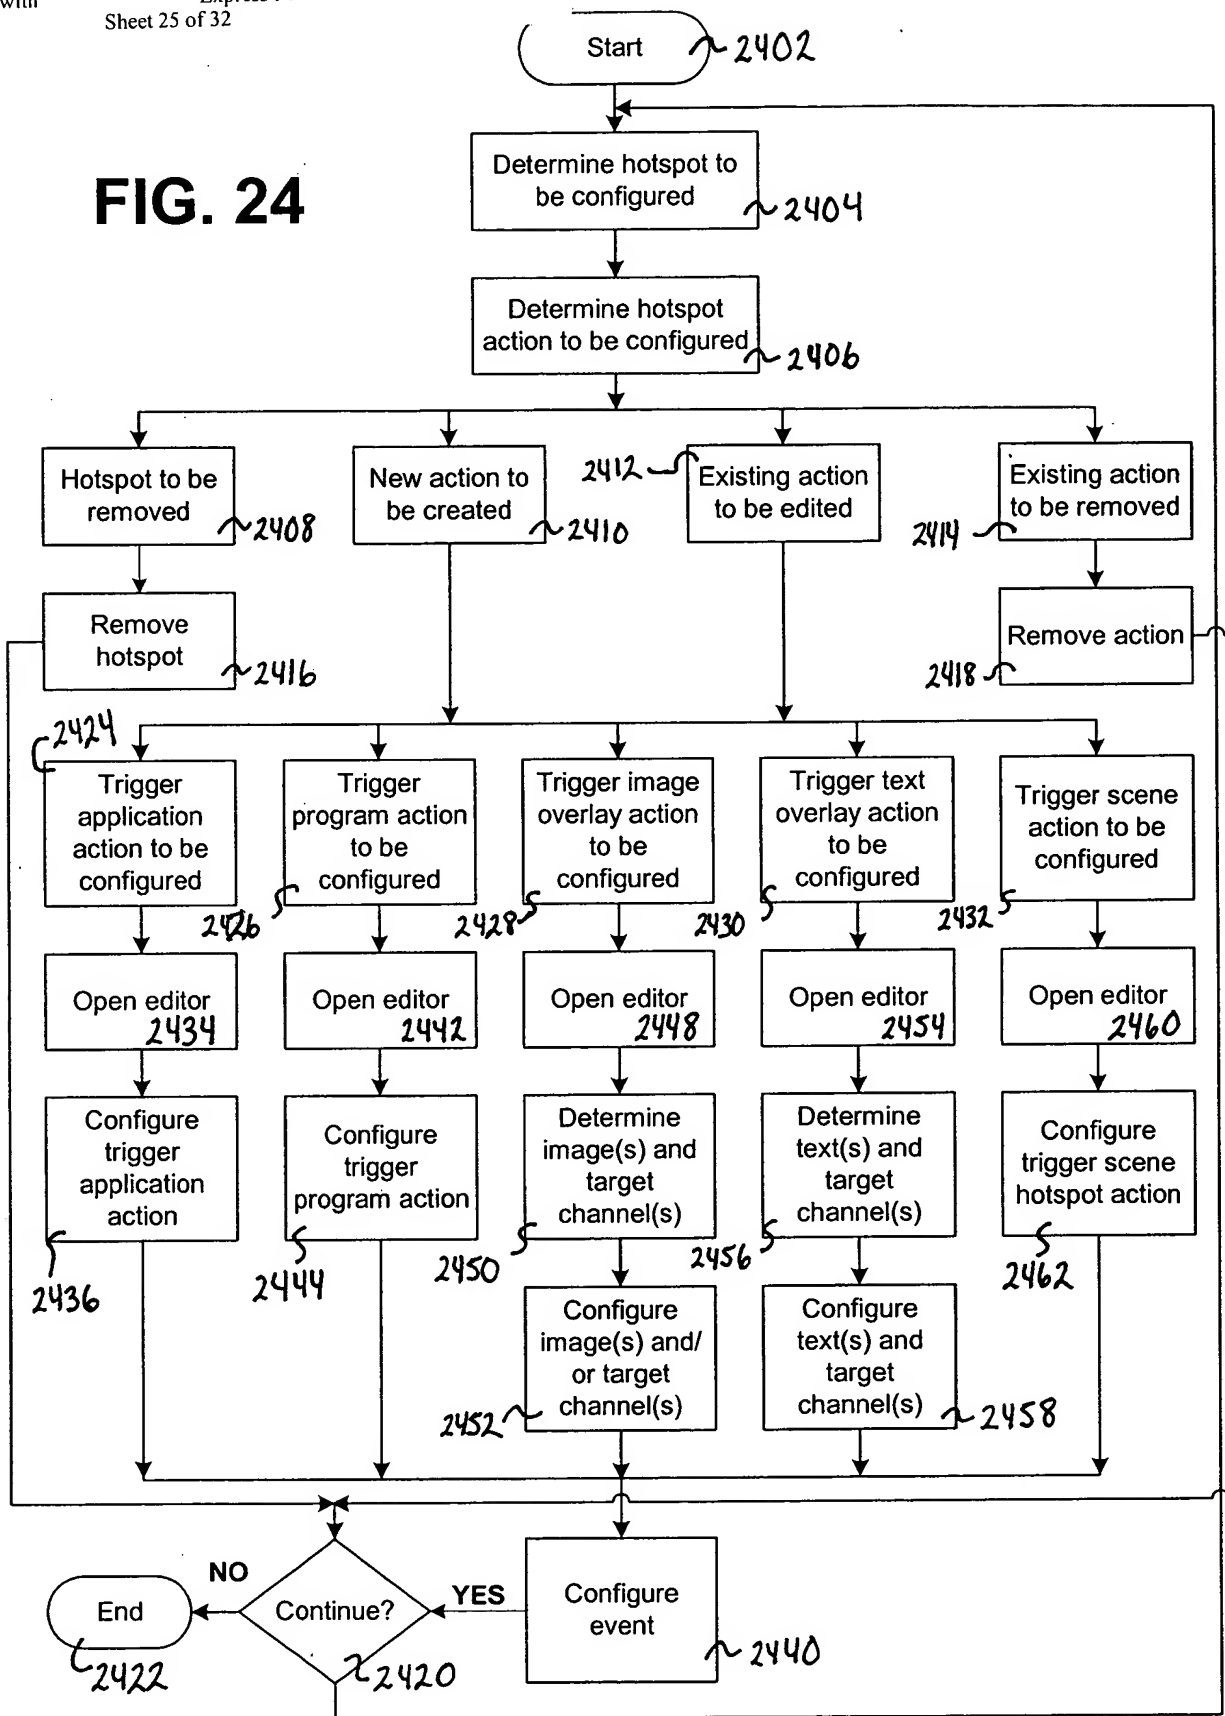 with
Sheet 25 of 32
Start
2402
FIG. 24
Determine hotspot to
be configured
2404
Determine hotspot
action to be configured
2406
Hotspot to be
removed
2408
New action to
be created
2410
2412
Existing action
to be edited
Existing action
to be removed
2414
Remove
hotspot
2416
Remove action
2418
2424
Trigger
application
action to be
configured
Trigger
program action
to be
configured
2426
Trigger image
overlay action
to be
configured
2428
Trigger text
overlay action
to be
configured
2430
Trigger scene
action to be
configured
2432
Open editor
2434
Open editor
2442
Open editor
2448
Open editor
2454
Open editor
2460
Configure
trigger
application
action
2436
Configure
trigger
program action
2444
Determine
image(s) and
target
channel(s)
2450
Determine
text(s) and
target
channel(s)
2456
Configure
trigger scene
hotspot action
2462
Configure
image(s) and/
or target
channel(s)
2452
Configure
text(s) and
target
channel(s)
2458
End
2422
NO
Continue?
2420
YES
Configure
event
2440